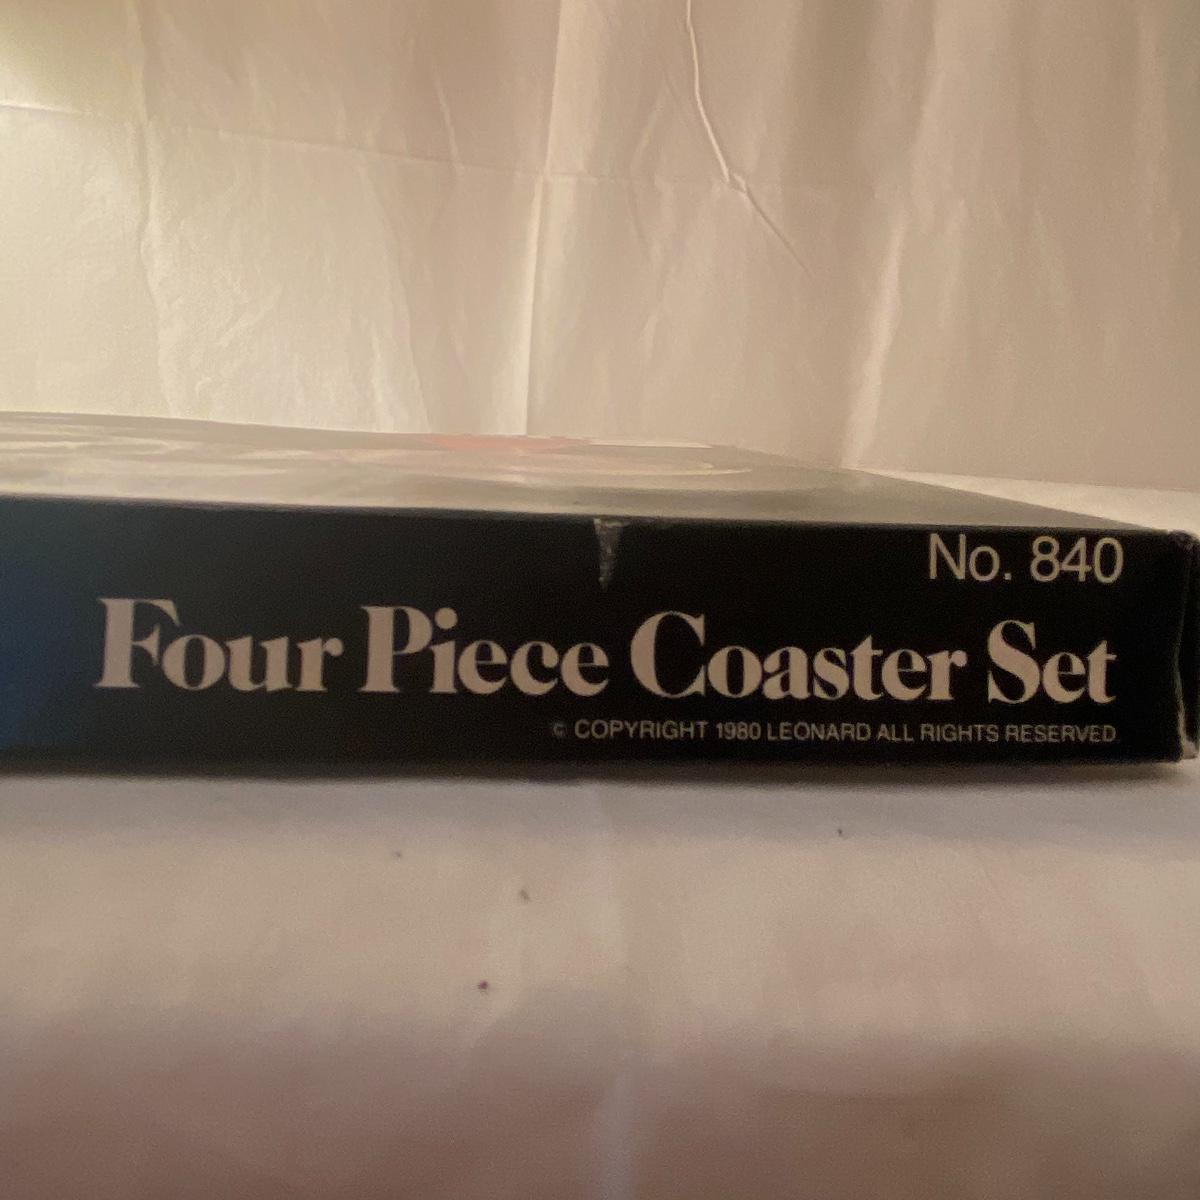 No. 840
Four Piece Coaster Set
© COPYRIGHT 1980 LEONARD ALL RIGHTS RESERVED